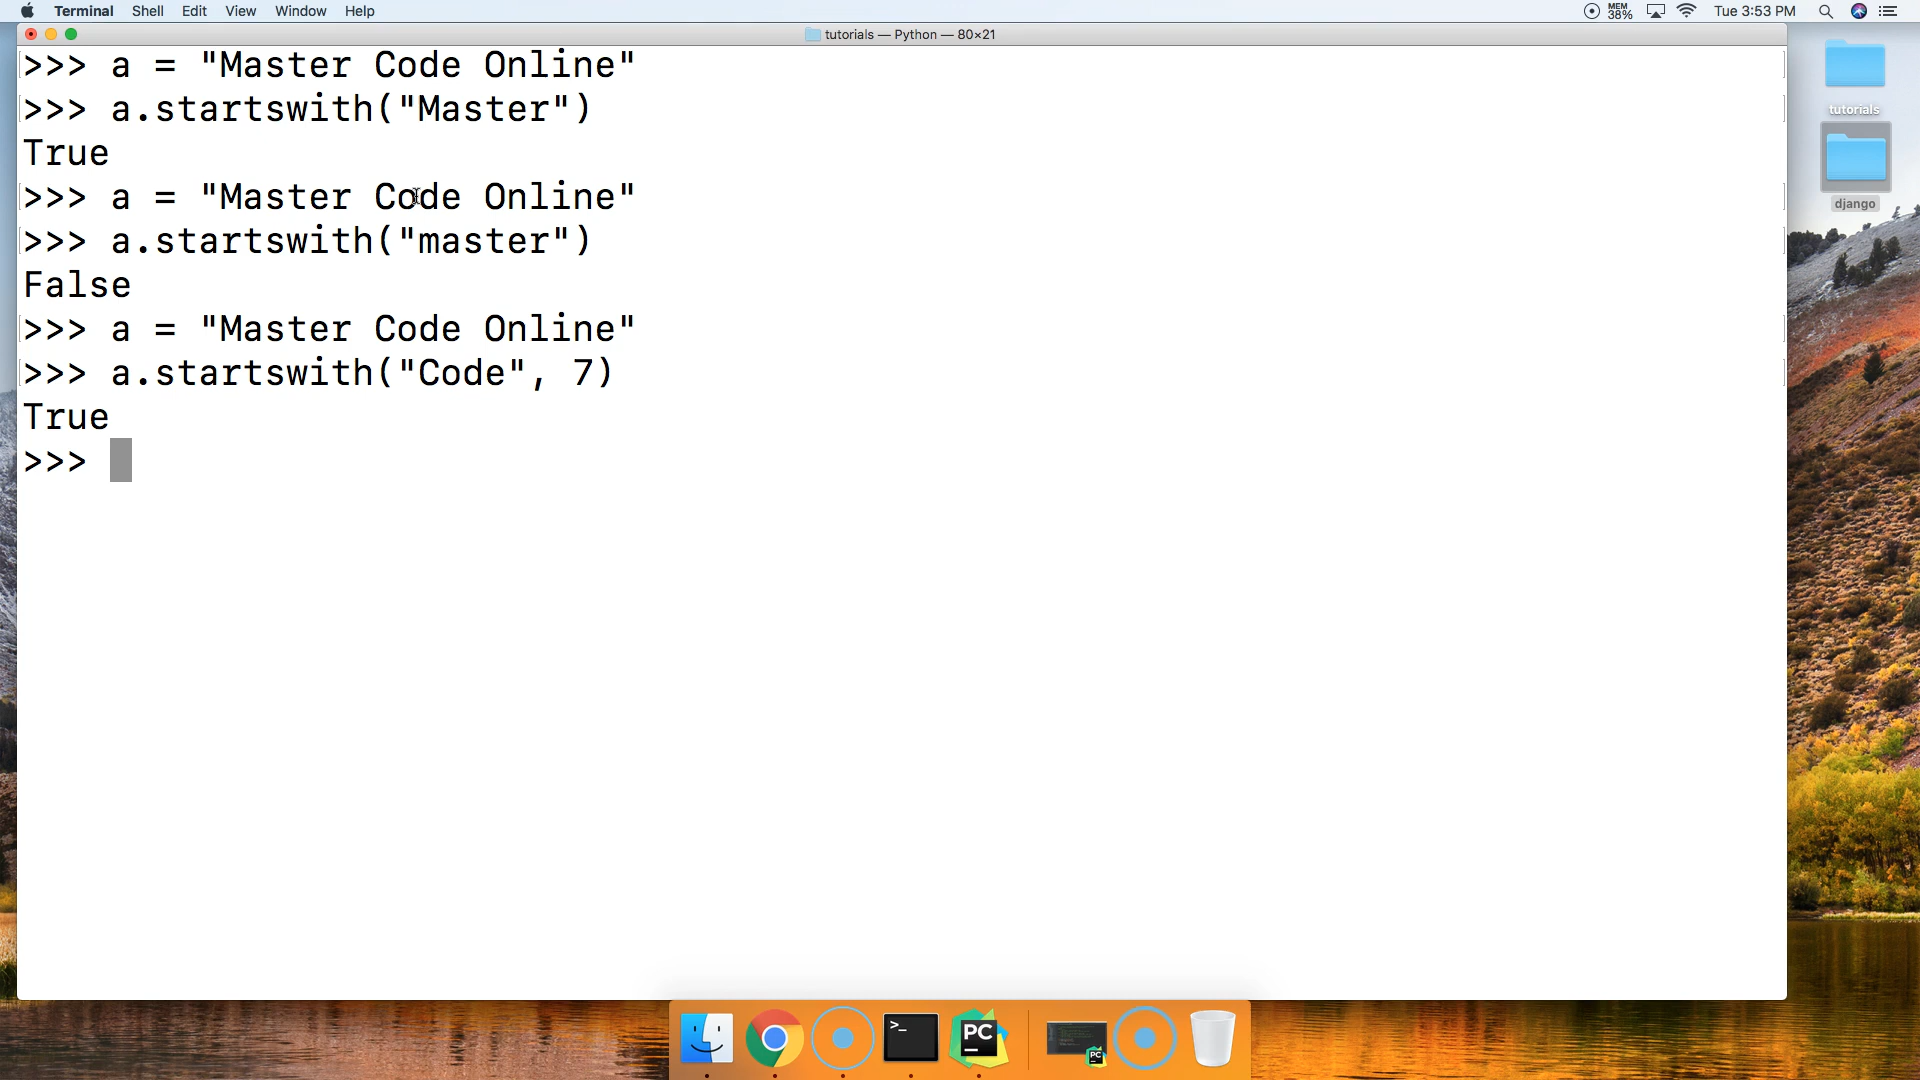 Terminal Shell Edit View Window Help MEM 38% Tue 3:53 PM
tutorials — Python — 80×21
>>> a = "Master Code Online"
>>> a.startswith("Master")
True
>>> a = "Master Code Online"
>>> a.startswith("master")
False
>>> a = "Master Code Online"
>>> a.startswith("Code", 7)
True
>>>
tutorials
django
>_
PC
PC